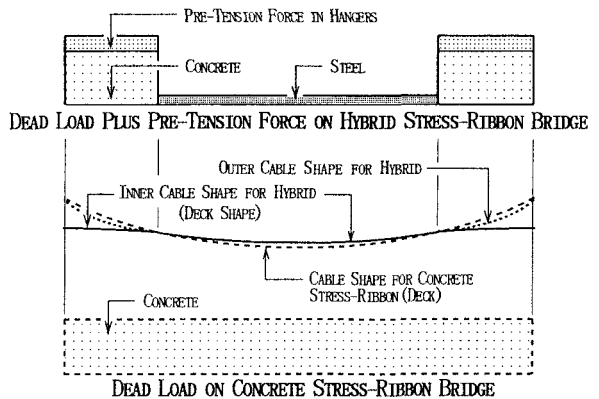 PRE-TENSION FORCE IN HANGERS
CONCRETE
STEEL
DEAD LOAD PLUS PRE-TENSION FORCE ON HYBRID STRESS-RIBBON BRIDGE
OUTER CABLE SHAPE FOR HYBRID
INNER CABLE SHAPE FOR HYBRID
(DECK SHAPE)
CABLE SHAPE FOR CONCRETE
STRESS-RIBBON(DECK)
CONCRETE
DEAD LOAD ON CONCRETE STRESS-RIBBON BRIDGE